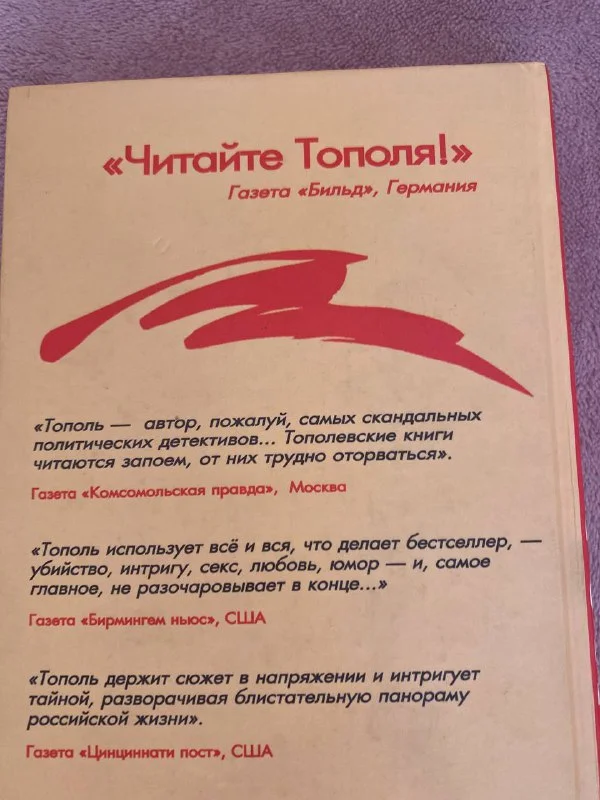 «Читайте Тополя!»
Газета «Бильд», Германия
«Тополь — автор, пожалуй, самых скандальных
политических детективов... Тополевские книги
читаются запоем, от них трудно оторваться».
Газета «Комсомольская правда», Москва
«Тополь использует всё и вся, что делает бестселлер, —
убийство, интригу, секс, любовь, юмор — и, самое
главное, не разочаровывает в конце...»
Газета «Бирмингем ньюс», США
«Тополь держит сюжет в напряжении и интригует
тайной, разворачивая блистательную панораму
российской жизни».
Газета «Цинциннати пост», США